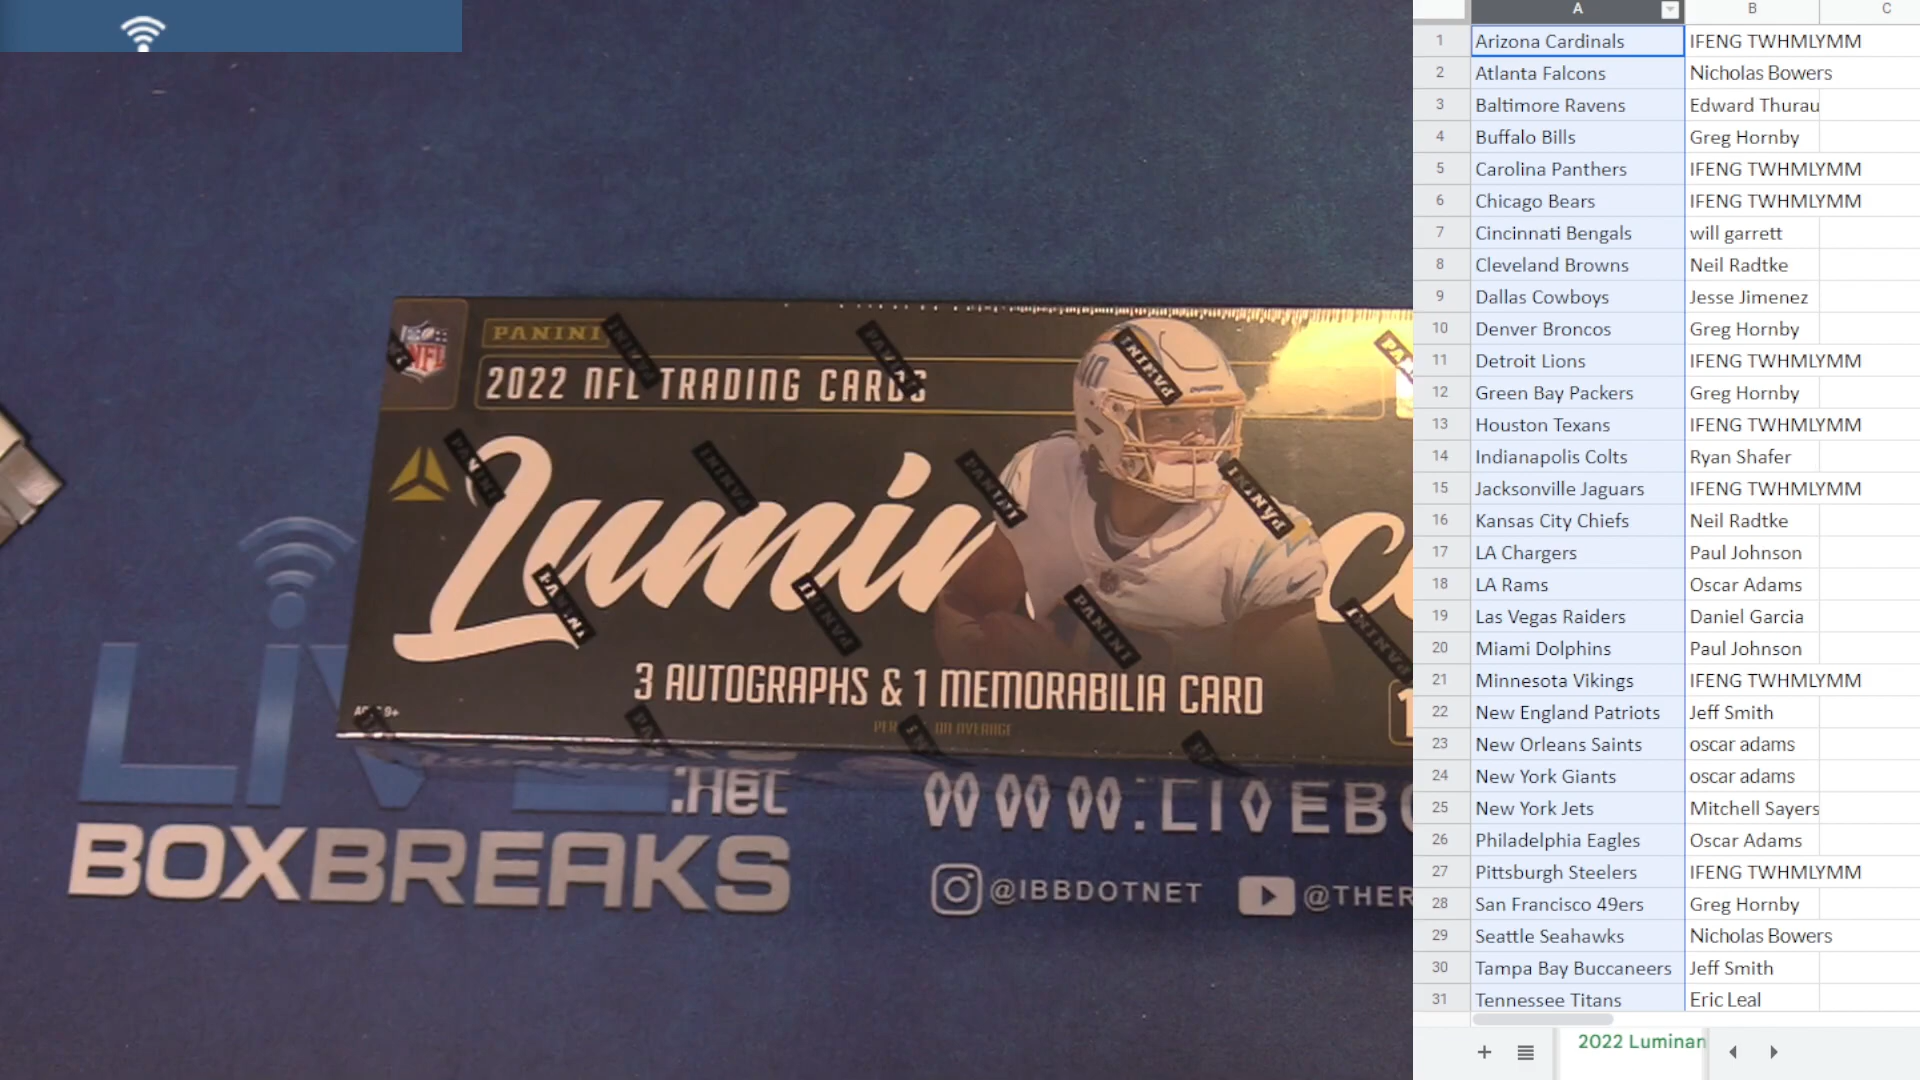 PANINI
2022 NFL TRADING CARDS
NFL
3 AUTOGRAPHS & 1 MEMORABILIA CARD
PER ON AVERAGE
LIVE
.net
BOXBREAKS
@IBBDOTNET
A B C
1 Arizona Cardinals IFENG TWHMLYMM
2 Atlanta Falcons Nicholas Bowers
3 Baltimore Ravens Edward Thurau
4 Buffalo Bills Greg Hornby
5 Carolina Panthers IFENG TWHMLYMM
6 Chicago Bears IFENG TWHMLYMM
7 Cincinnati Bengals will garrett
8 Cleveland Browns Neil Radtke
9 Dallas Cowboys Jesse Jimenez
10 Denver Broncos Greg Hornby
11 Detroit Lions IFENG TWHMLYMM
12 Green Bay Packers Greg Hornby
13 Houston Texans IFENG TWHMLYMM
14 Indianapolis Colts Ryan Shafer
15 Jacksonville Jaguars IFENG TWHMLYMM
16 Kansas City Chiefs Neil Radtke
17 LA Chargers Paul Johnson
18 LA Rams Oscar Adams
19 Las Vegas Raiders Daniel Garcia
20 Miami Dolphins Paul Johnson
21 Minnesota Vikings IFENG TWHMLYMM
22 New England Patriots Jeff Smith
23 New Orleans Saints oscar adams
24 New York Giants oscar adams
25 New York Jets Mitchell Sayers
26 Philadelphia Eagles Oscar Adams
27 Pittsburgh Steelers IFENG TWHMLYMM
28 San Francisco 49ers Greg Hornby
29 Seattle Seahawks Nicholas Bowers
30 Tampa Bay Buccaneers Jeff Smith
31 Tennessee Titans Eric Leal
2022 Luminan